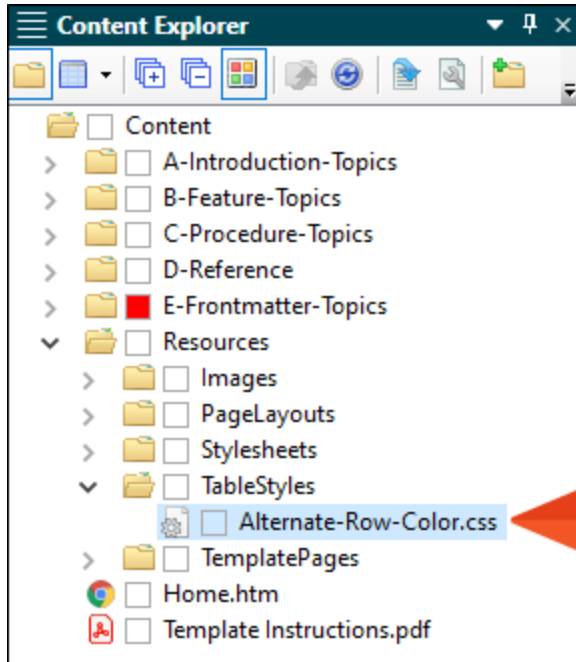 Content Explorer
Content
A-Introduction-Topics
B-Feature-Topics
C-Procedure-Topics
D-Reference
E-Frontmatter-Topics
Resources
Images
PageLayouts
Stylesheets
TableStyles
Alternate-Row-Color.css
TemplatePages
Home.htm
Template Instructions.pdf